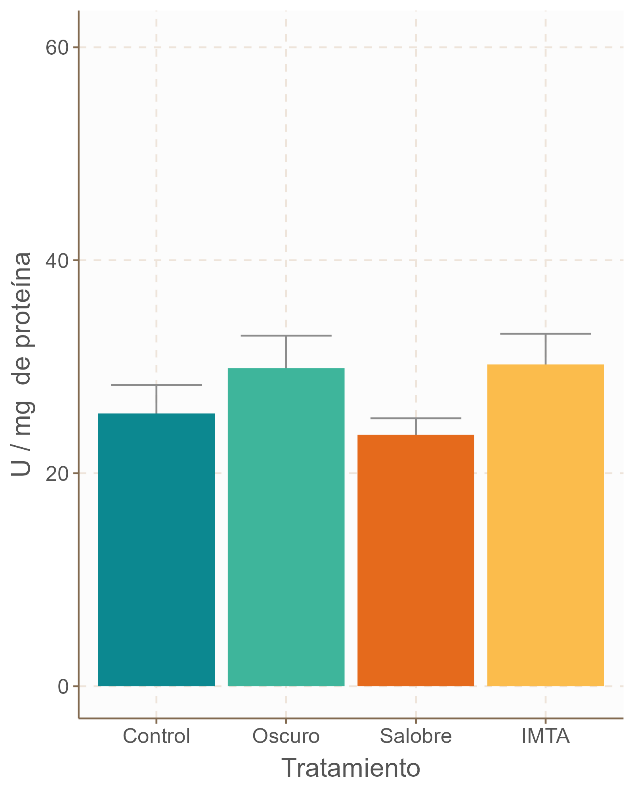 60
40
20
0
U / mg  de proteína
Control
Oscuro
Salobre
IMTA
Tratamiento